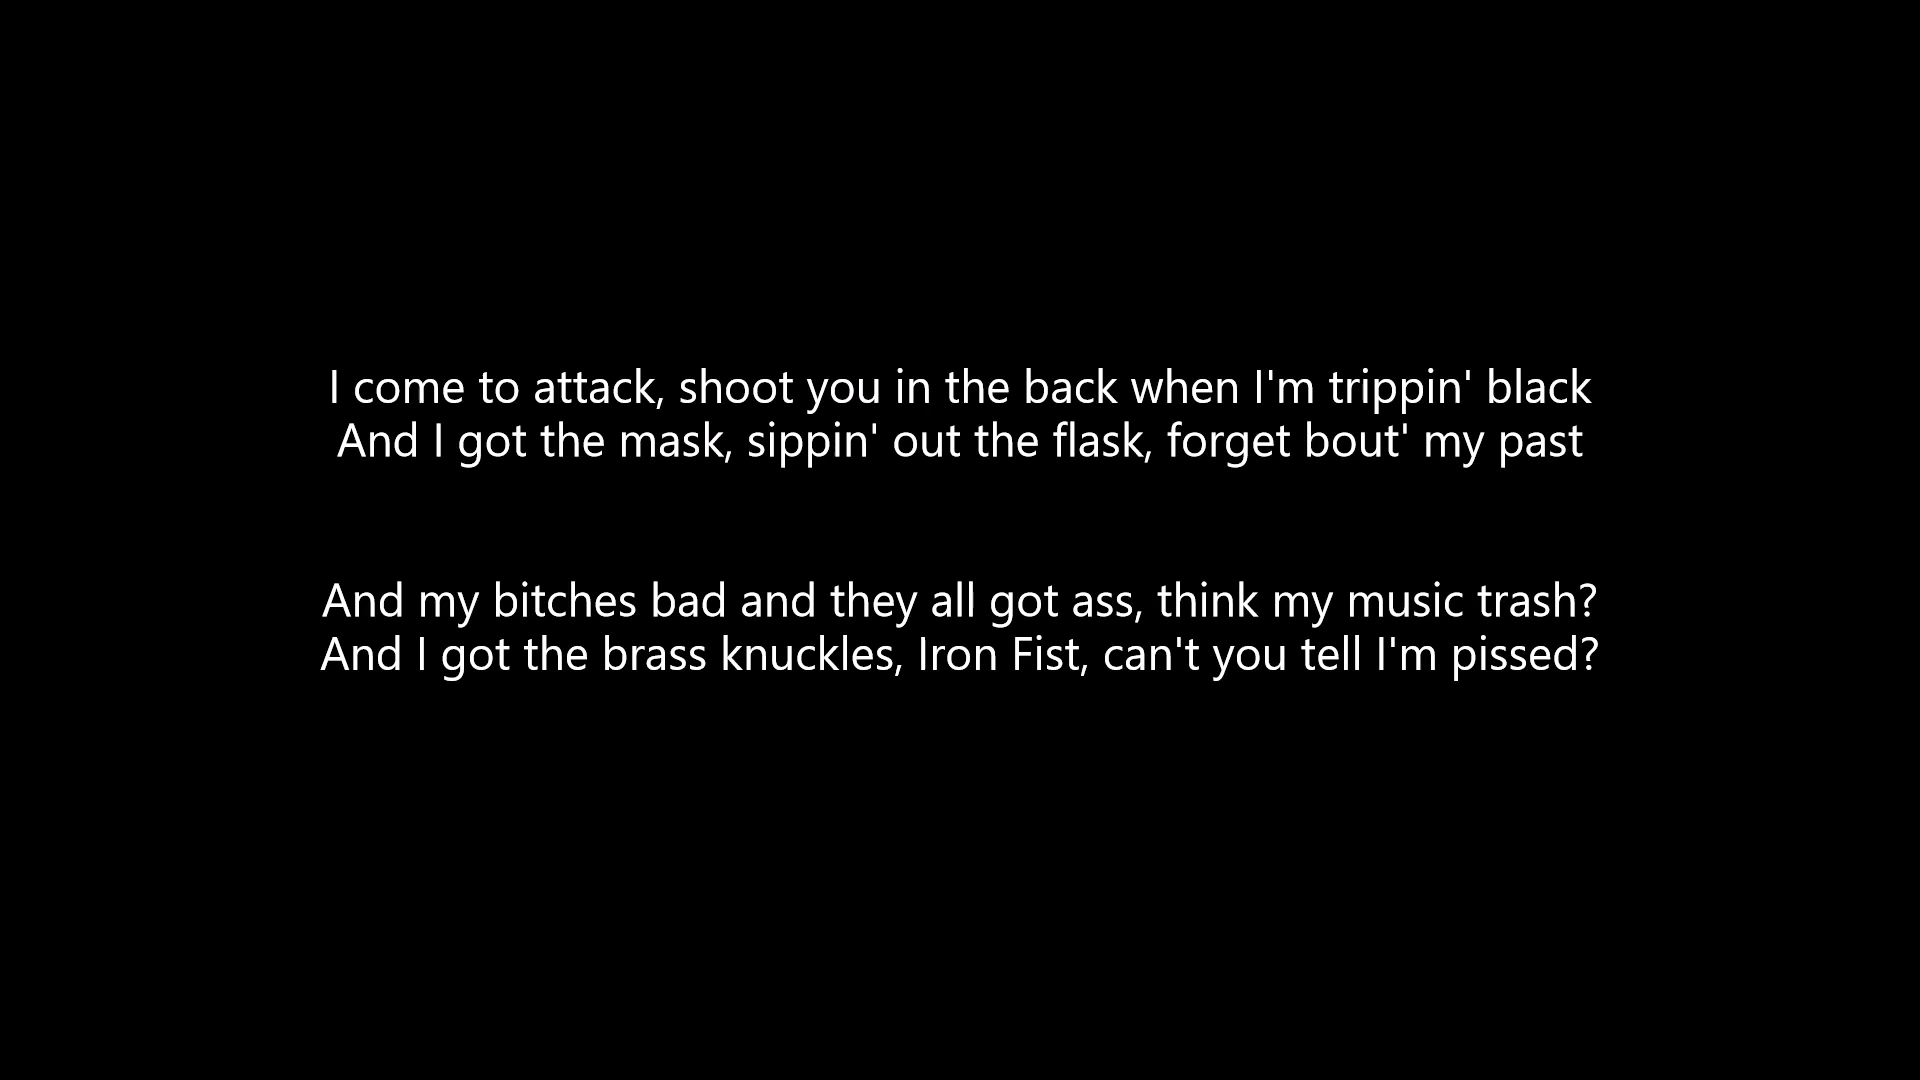 I come to attack, shoot you in the back when I'm trippin' black
And I got the mask, sippin' out the flask, forget bout' my past
And my bitches bad and they all got ass, think my music trash?
And I got the brass knuckles, Iron Fist, can't you tell I'm pissed?